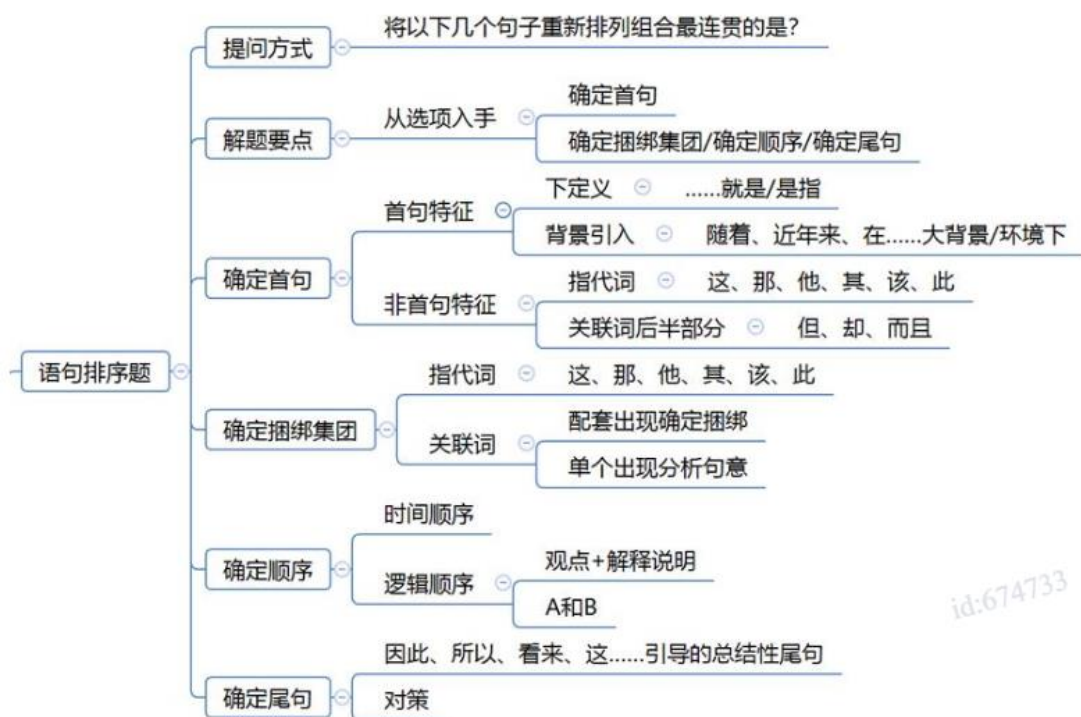 语句排序题
提问方式
将以下几个句子重新排列组合最连贯的是？
解题要点
从选项入手
确定首句
确定捆绑集团/确定顺序/确定尾句
确定首句
首句特征
下定义
……就是/是指
背景引入
随着、近年来、在……大背景/环境下
非首句特征
指代词
这、那、他、其、该、此
关联词后半部分
但、却、而且
确定捆绑集团
指代词
这、那、他、其、该、此
关联词
配套出现确定捆绑
单个出现分析句意
确定顺序
时间顺序
逻辑顺序
观点+解释说明
A和B
确定尾句
因此、所以、看来、这……引导的总结性尾句
对策
id:674733